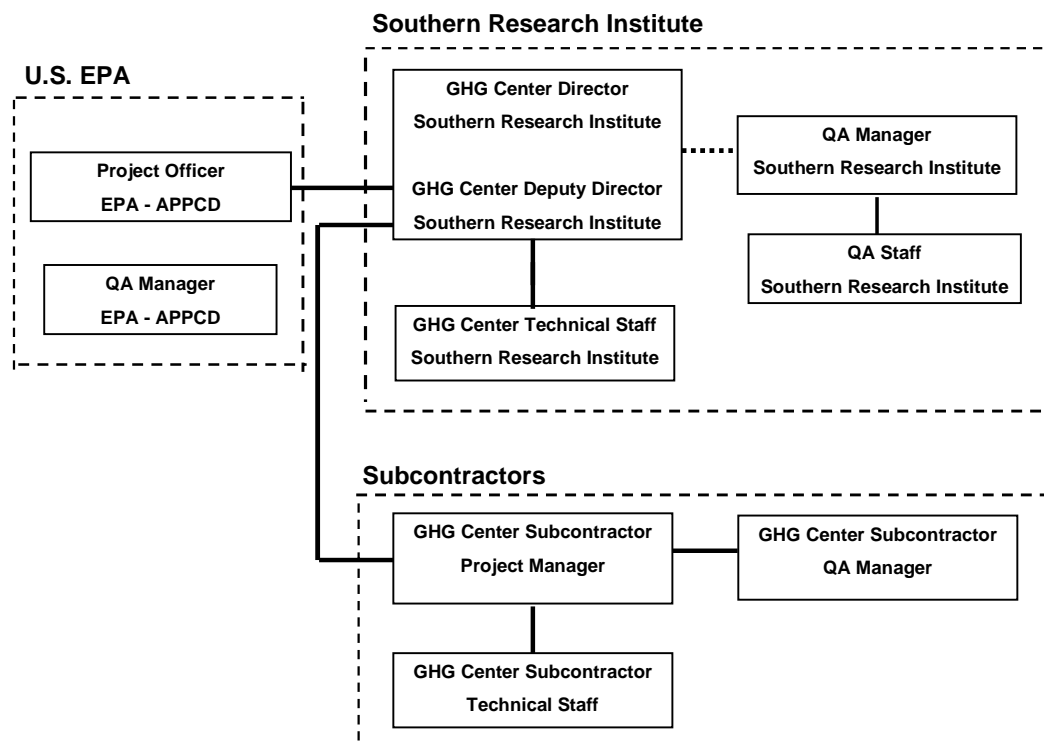 Southern Research Institute
U.S. EPA
GHG Center Director
Southern Research Institute
GHG Center Deputy Director
Southern Research Institute
QA Manager
Southern Research Institute
Project Officer
EPA - APPCD
QA Staff
Southern Research Institute
QA Manager
EPA - APPCD
GHG Center Technical Staff
Southern Research Institute
Subcontractors
GHG Center Subcontractor
Project Manager
GHG Center Subcontractor
QA Manager
GHG Center Subcontractor
Technical Staff